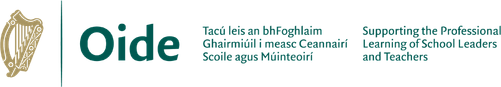 Oide
Tacú leis an bhFoghlaim
Ghairmiúil i measc Ceannairí
Scoile agus Múinteoirí
Supporting the Professional
Learning of School Leaders
and Teachers